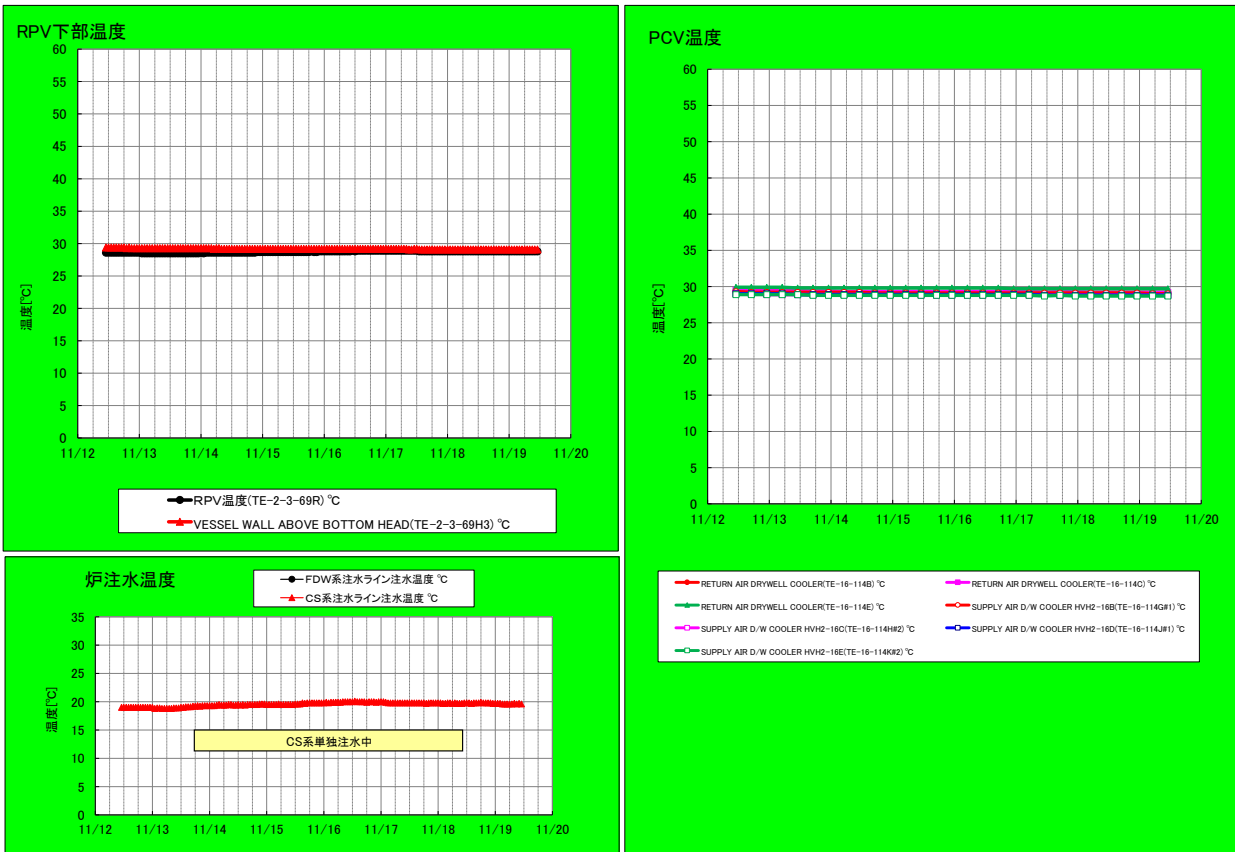 RPV下部温度
60
55
50
45
40
35
30
25
20
15
10
5
0
温度[℃]
11/12 11/13 11/14 11/15 11/16 11/17 11/18 11/19 11/20
RPV温度(TE-2-3-69R) ℃
VESSEL WALL ABOVE BOTTOM HEAD(TE-2-3-69H3) ℃
炉注水温度
FDW系注水ライン注水温度 ℃
CS系注水ライン注水温度 ℃
35
30
25
20
15
10
5
0
温度[℃]
CS系単独注水中
11/12 11/13 11/14 11/15 11/16 11/17 11/18 11/19 11/20
PCV温度
60
55
50
45
40
35
30
25
20
15
10
5
0
温度[℃]
11/12 11/13 11/14 11/15 11/16 11/17 11/18 11/19 11/20
RETURN AIR DRYWELL COOLER(TE-16-114B) ℃
RETURN AIR DRYWELL COOLER(TE-16-114C) ℃
RETURN AIR DRYWELL COOLER(TE-16-114E) ℃
SUPPLY AIR D/W COOLER HVH2-16B(TE-16-114G#1) ℃
SUPPLY AIR D/W COOLER HVH2-16C(TE-16-114H#2) ℃
SUPPLY AIR D/W COOLER HVH2-16D(TE-16-114J#1) ℃
SUPPLY AIR D/W COOLER HVH2-16E(TE-16-114K#2) ℃